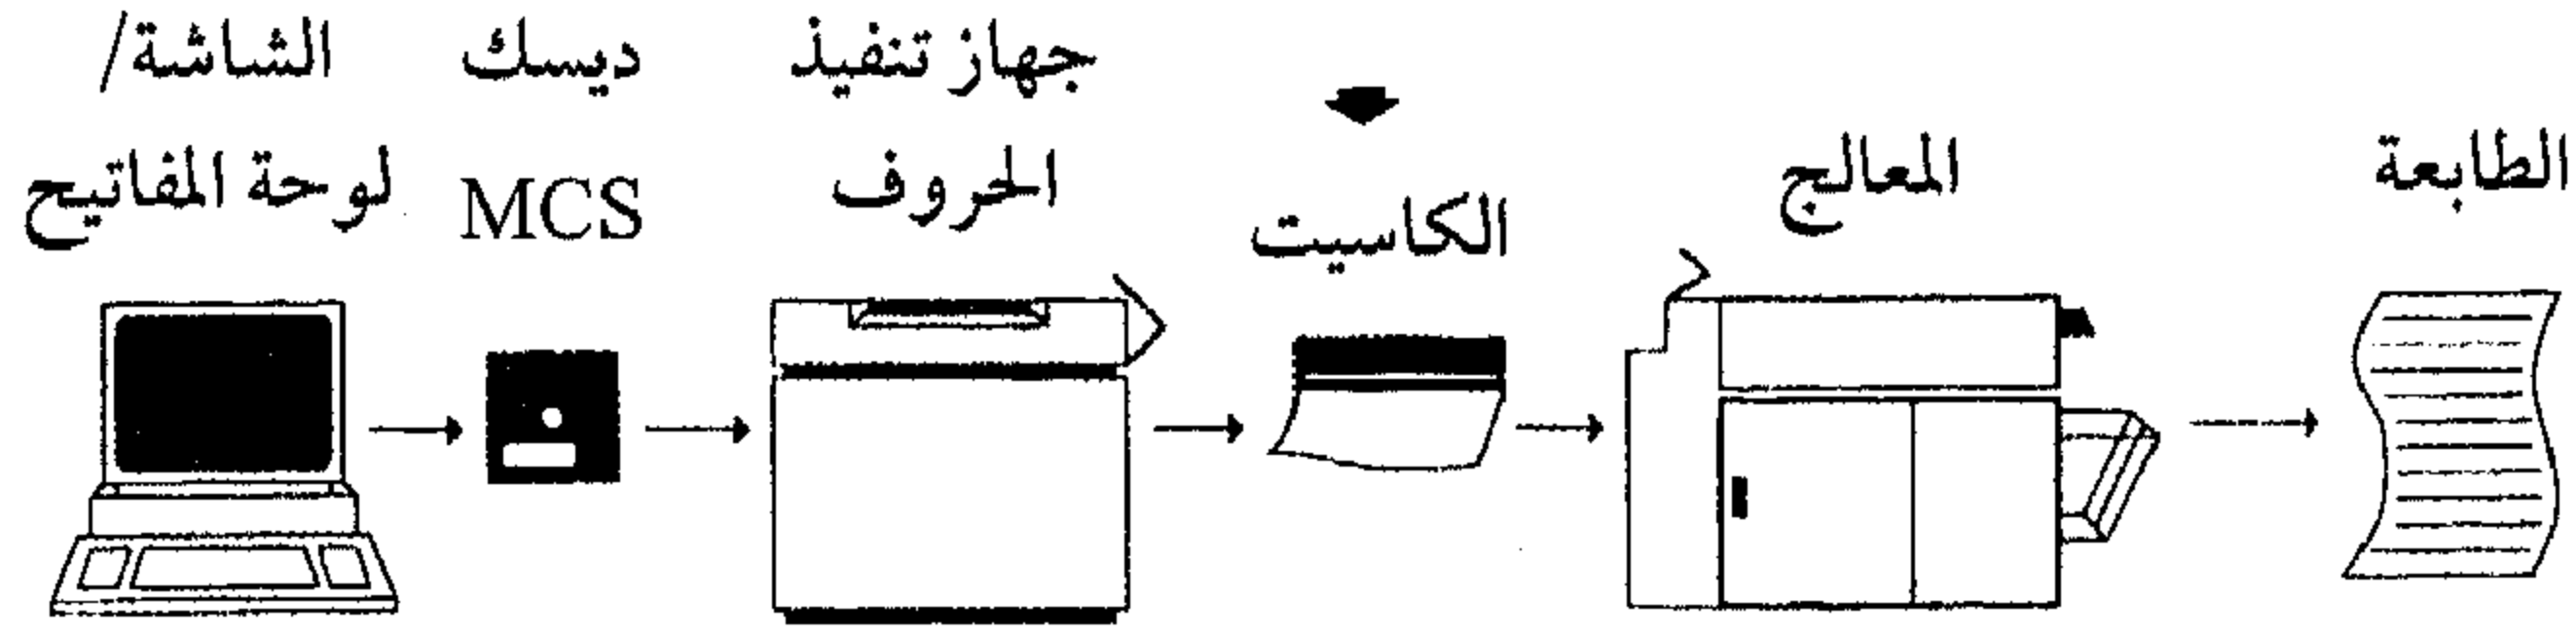 الشاشة/
لوحة المفاتيح
ديسك
MCS
جهاز تنفيذ
الحروف
الكاسيت
المعالج
الطابعة